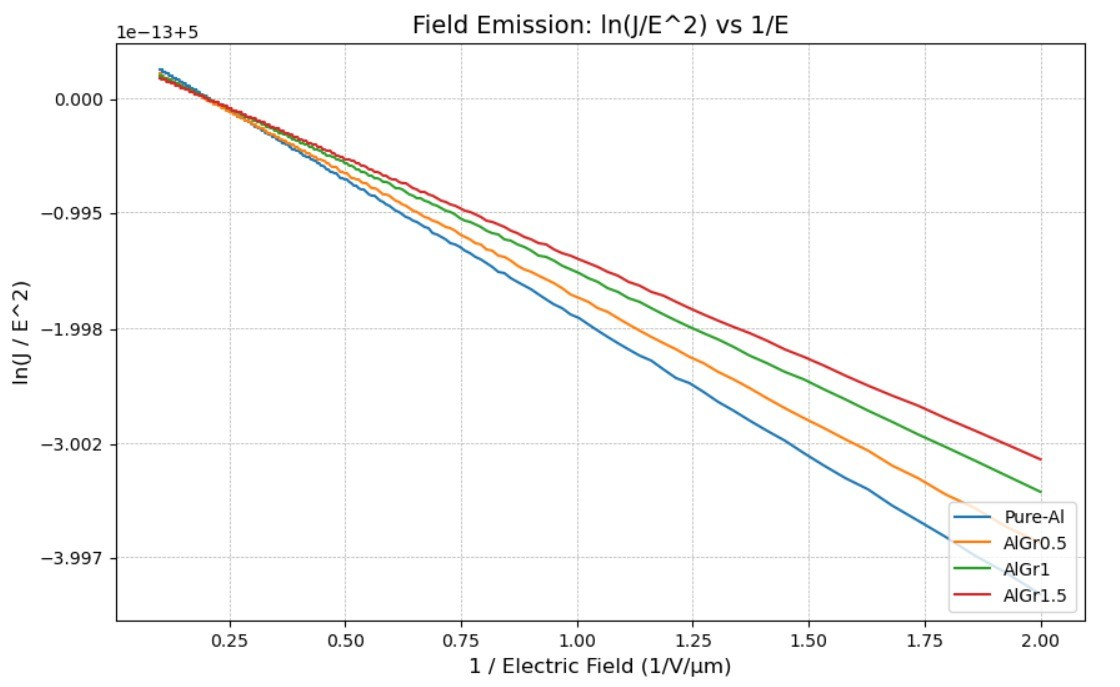 Field Emission: ln(J/E^2) vs 1/E
1e−13+5
0.000
−0.995
−1.998
−3.002
−3.997
ln(J / E^2)
0.25 0.50 0.75 1.00 1.25 1.50 1.75 2.00
1 / Electric Field (1/V/μm)
Pure-Al
AlGr0.5
AlGr1
AlGr1.5